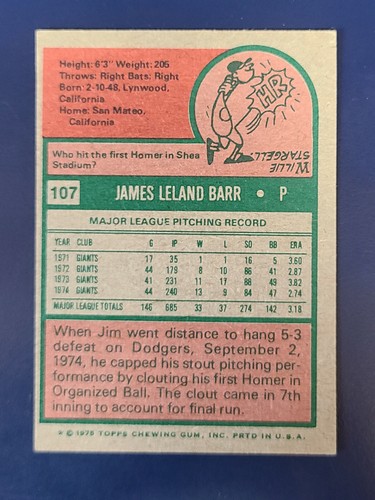 Height: 6'3" Weight: 205
Throws: Right Bats: Right
Born: 2-10-48, Lynwood,
California
Home: San Mateo,
California
HR
WILLIE
STARGELL
Who hit the first Homer in Shea
Stadium?
107 JAMES LELAND BARR • P
MAJOR LEAGUE PITCHING RECORD
YEAR CLUB G IP W L SO BB ERA
1971 GIANTS 17 35 1 1 16 5 3.60
1972 GIANTS 44 179 8 10 86 41 2.87
1973 GIANTS 41 231 11 17 88 49 3.82
1974 GIANTS 44 240 13 9 84 47 2.74
MAJOR LEAGUE TOTALS 146 685 33 37 274 142 3.18
When Jim went distance to hang 5-3
defeat on Dodgers, September 2,
1974, he capped his stout pitching per-
formance by clouting his first Homer in
Organized Ball. The clout came in 7th
inning to account for final run.
© 1975 TOPPS CHEWING GUM, INC. PRTD IN U.S.A.